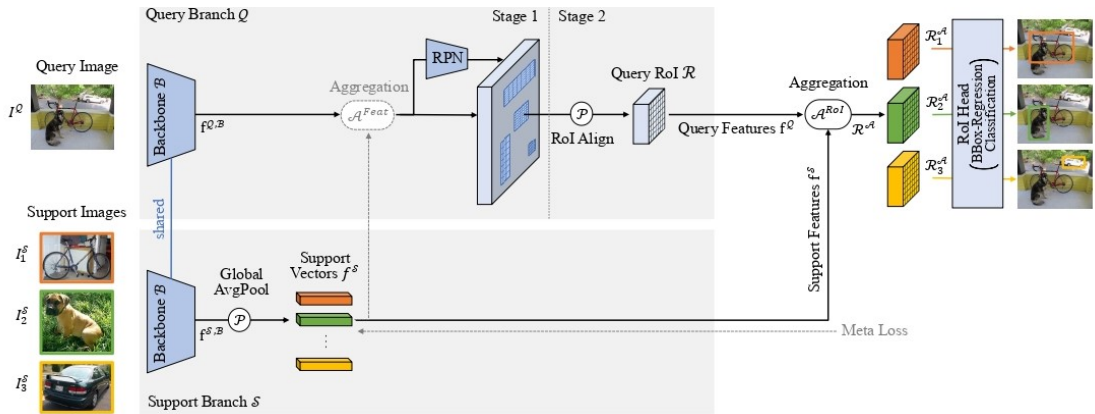 Query Branch 𝒬
Stage 1
Stage 2
Query Image
I^𝒬
Backbone ℬ
f^{𝒬,ℬ}
Aggregation
𝒜^{Feat}
RPN
𝒫
RoI Align
Query RoI ℛ
Query Features f^𝒬
Aggregation
𝒜^{RoI}
ℛ^𝒜
ℛ_1^𝒜
ℛ_2^𝒜
ℛ_3^𝒜
RoI Head
(BBox-Regression
Classification)
shared
Support Images
I_1^𝒮
I_2^𝒮
I_3^𝒮
Backbone ℬ
f^{𝒮,ℬ}
Global
AvgPool
𝒫
Support
Vectors f^𝒮
Support Features f^𝒮
Meta Loss
Support Branch 𝒮